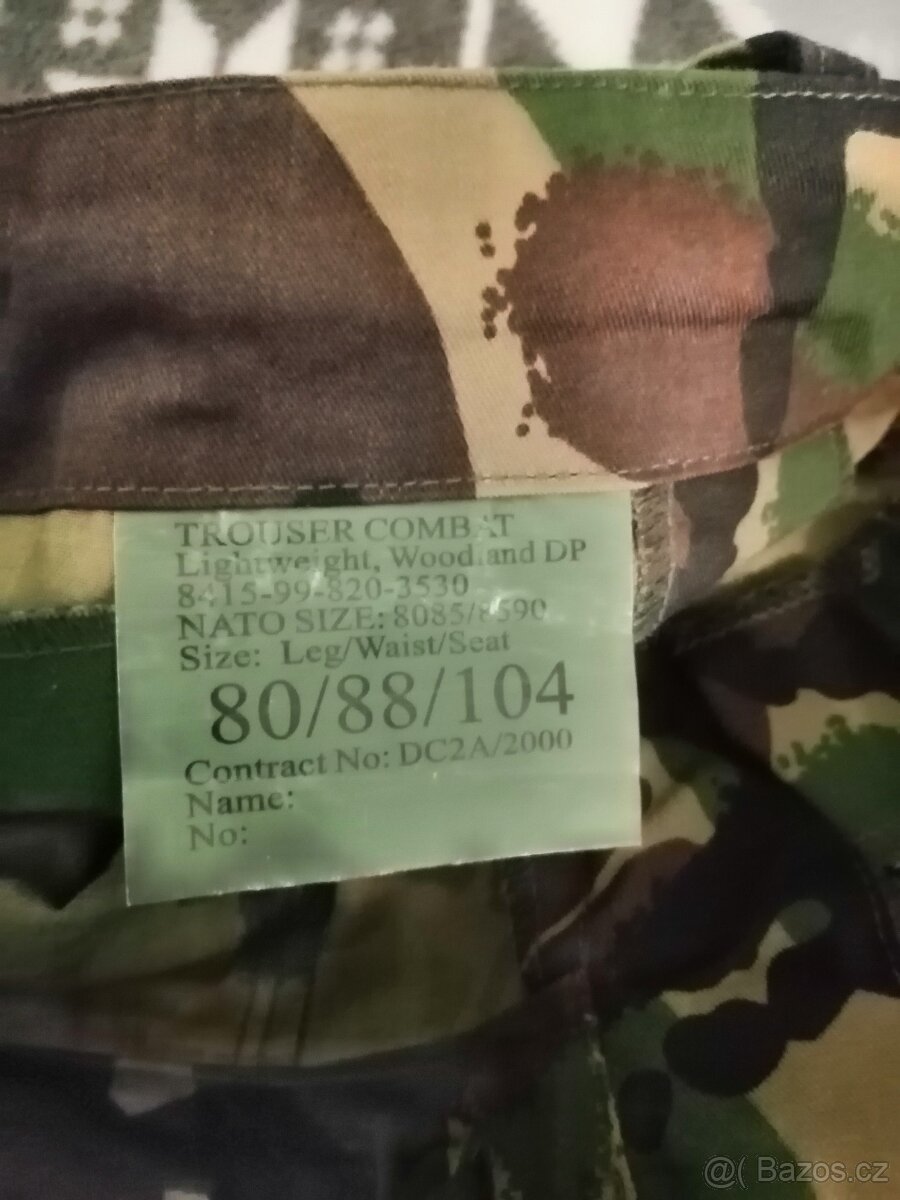 TROUSER COMBAT
Lightweight, Woodland DP
8415-99-820-3530
NATO SIZE: 8085/8590
Size: Leg/Waist/Seat
80/88/104
Contract No: DC2A/2000
Name:
No:
@( Bazos.cz